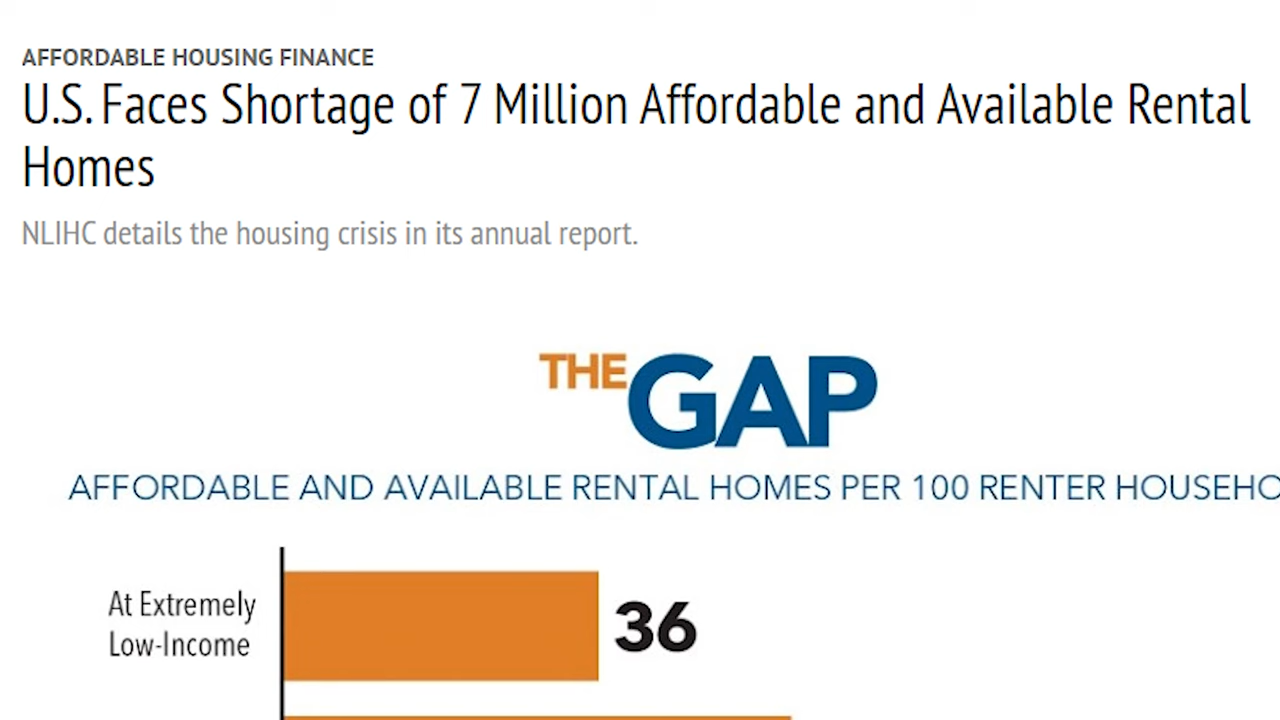 AFFORDABLE HOUSING FINANCE
U.S. Faces Shortage of 7 Million Affordable and Available Rental
Homes
NLIHC details the housing crisis in its annual report.
THE GAP
AFFORDABLE AND AVAILABLE RENTAL HOMES PER 100 RENTER HOUSEHO
At Extremely
Low-Income
36